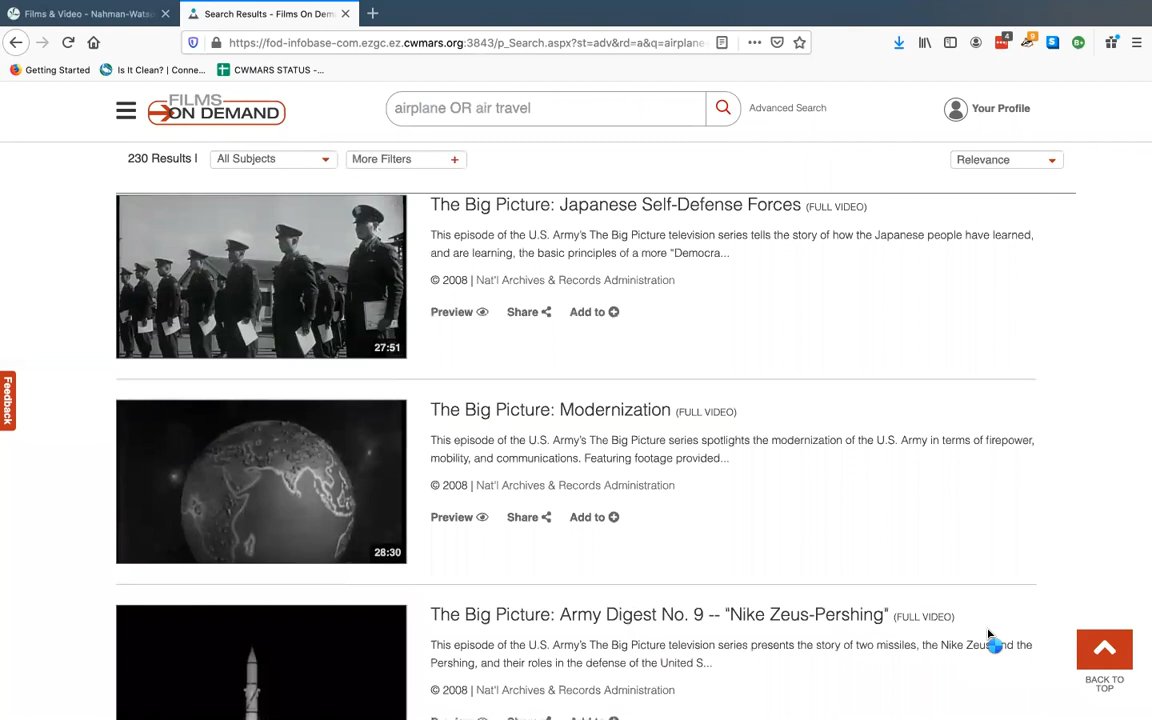 Films & Video - Nahman-Wats
Search Results - Films On Dem
https://fod-infobase-com.ezgc.ez.cwmars.org:3843/p_Search.aspx?st=adv&rd=a&q=airplane
4
9
Getting Started
Is It Clean? | Conne...
CWMARS STATUS -...
FILMS
ON DEMAND
airplane OR air travel
Advanced Search
Your Profile
230 Results |
All Subjects
More Filters +
Relevance
The Big Picture: Japanese Self-Defense Forces (FULL VIDEO)
This episode of the U.S. Army's The Big Picture television series tells the story of how the Japanese people have learned,
and are learning, the basic principles of a more "Democra...
© 2008 | Nat'l Archives & Records Administration
Preview Share Add to
27:51
Feedback
The Big Picture: Modernization (FULL VIDEO)
This episode of the U.S. Army's The Big Picture series spotlights the modernization of the U.S. Army in terms of firepower,
mobility, and communications. Featuring footage provided...
© 2008 | Nat'l Archives & Records Administration
Preview Share Add to
28:30
The Big Picture: Army Digest No. 9 -- "Nike Zeus-Pershing" (FULL VIDEO)
This episode of the U.S. Army's The Big Picture television series presents the story of two missiles, the Nike Zeus and the
Pershing, and their roles in the defense of the United S...
© 2008 | Nat'l Archives & Records Administration
BACK TO
TOP